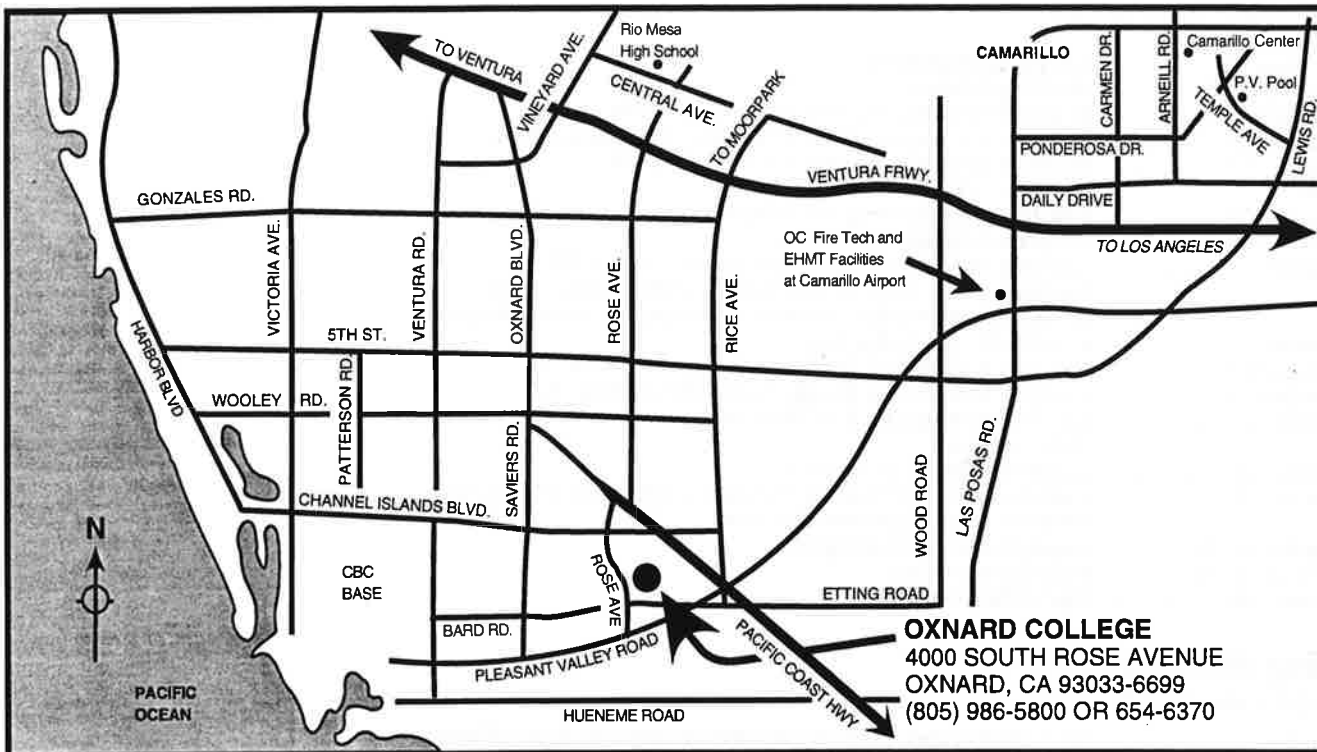 TO VENTURA
VINEYARD AVE.
Rio Mesa
High School
CENTRAL AVE.
TO MOORPARK
CAMARILLO
CARMEN DR.
ARNEILL RD.
Camarillo Center
P.V. Pool
TEMPLE AVE
LEWIS RD.
PONDEROSA DR.
VENTURA FRWY.
DAILY DRIVE
TO LOS ANGELES
GONZALES RD.
VICTORIA AVE.
VENTURA RD.
OXNARD BLVD.
ROSE AVE.
RICE AVE.
OC Fire Tech and
EHMT Facilities
at Camarillo Airport
HARBOR BLVD
5TH ST.
WOOLEY RD.
PATTERSON RD.
SAVIERS RD.
CHANNEL ISLANDS BLVD.
WOOD ROAD
LAS POSAS RD.
N
CBC
BASE
ROSE AVE
ETTING ROAD
BARD RD.
PLEASANT VALLEY ROAD
PACIFIC COAST HWY
HUENEME ROAD
PACIFIC
OCEAN
OXNARD COLLEGE
4000 SOUTH ROSE AVENUE
OXNARD, CA 93033-6699
(805) 986-5800 OR 654-6370